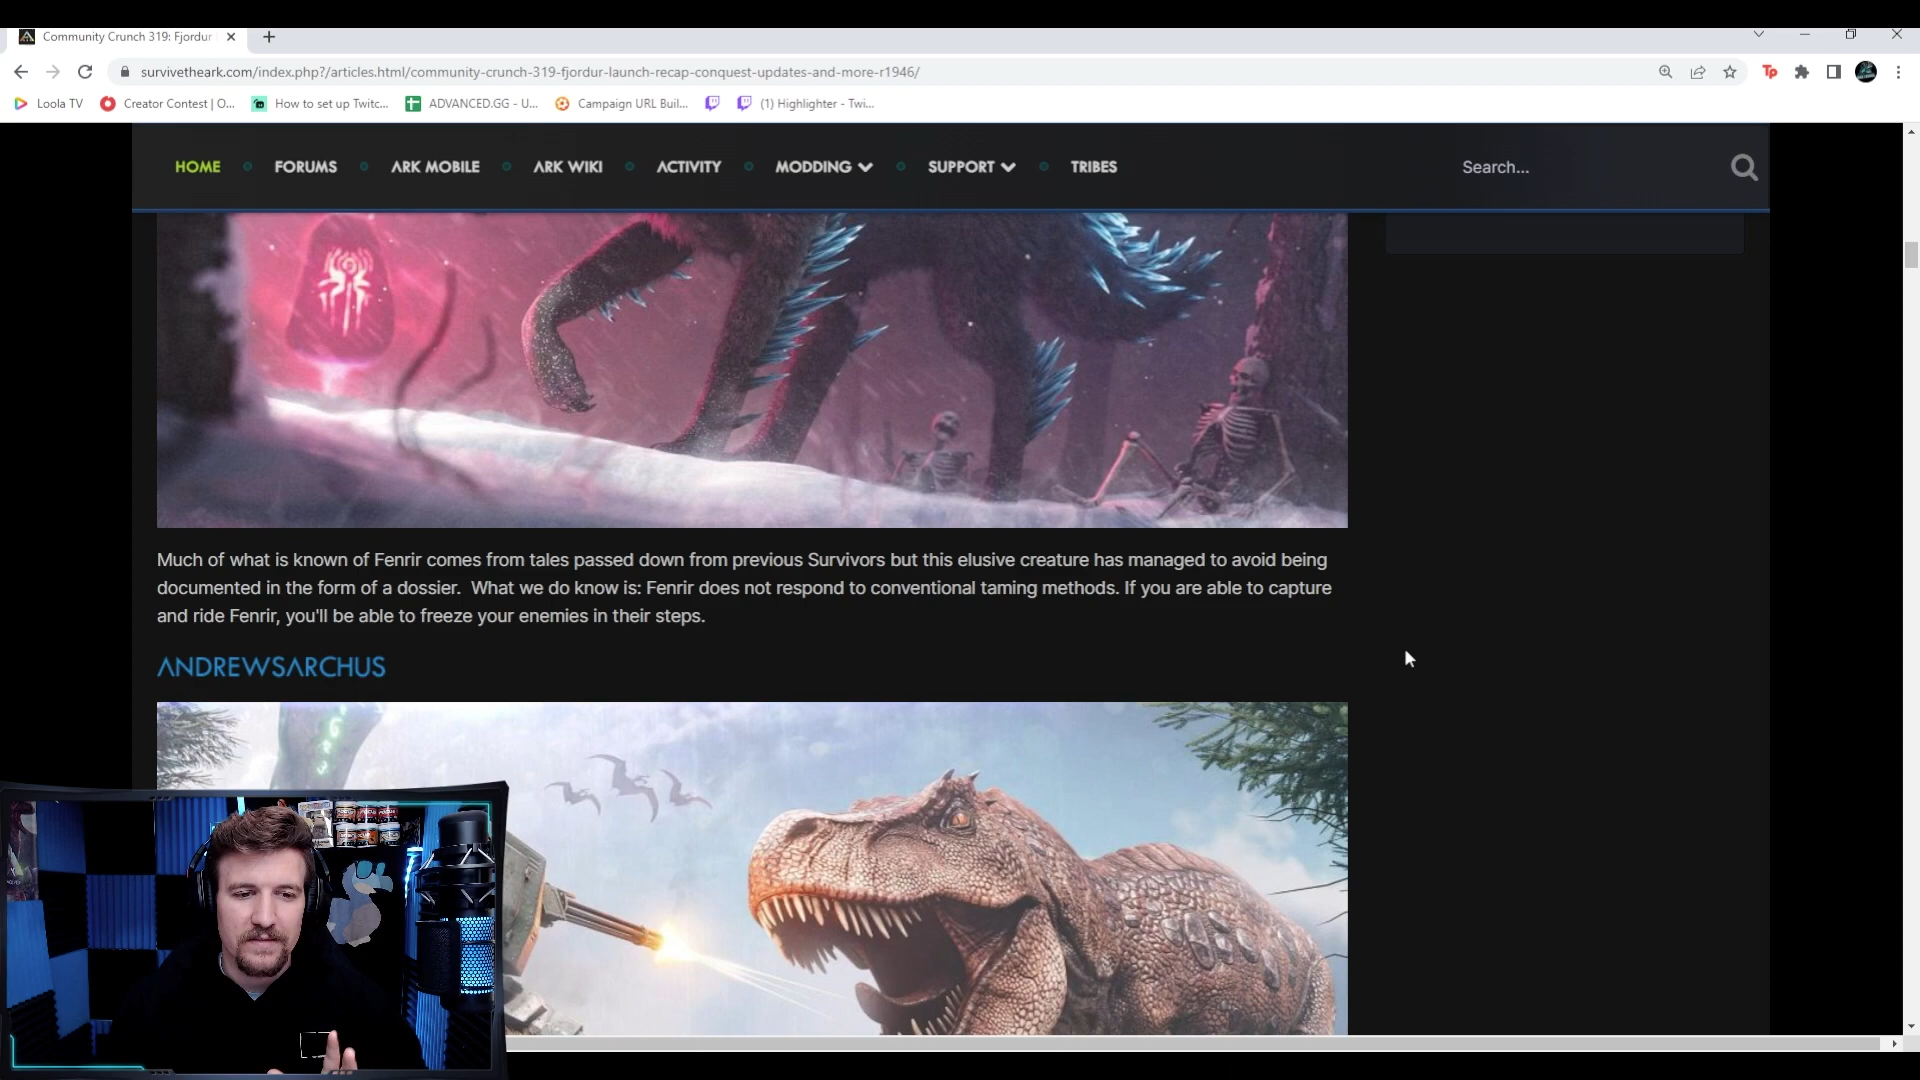 Community Crunch 319: Fjordur
survivetheark.com/index.php?/articles.html/community-crunch-319-fjordur-launch-recap-conquest-updates-and-more-r1946/
Tp
Loola TV
Creator Contest | O...
How to set up Twitc...
ADVANCED.GG - U...
Campaign URL Buil...
(1) Highlighter - Twi...
HOME
FORUMS
ARK MOBILE
ARK WIKI
ACTIVITY
MODDING
SUPPORT
TRIBES
Search...
Much of what is known of Fenrir comes from tales passed down from previous Survivors but this elusive creature has managed to avoid being
documented in the form of a dossier. What we do know is: Fenrir does not respond to conventional taming methods. If you are able to capture
and ride Fenrir, you'll be able to freeze your enemies in their steps.
ANDREWSARCHUS